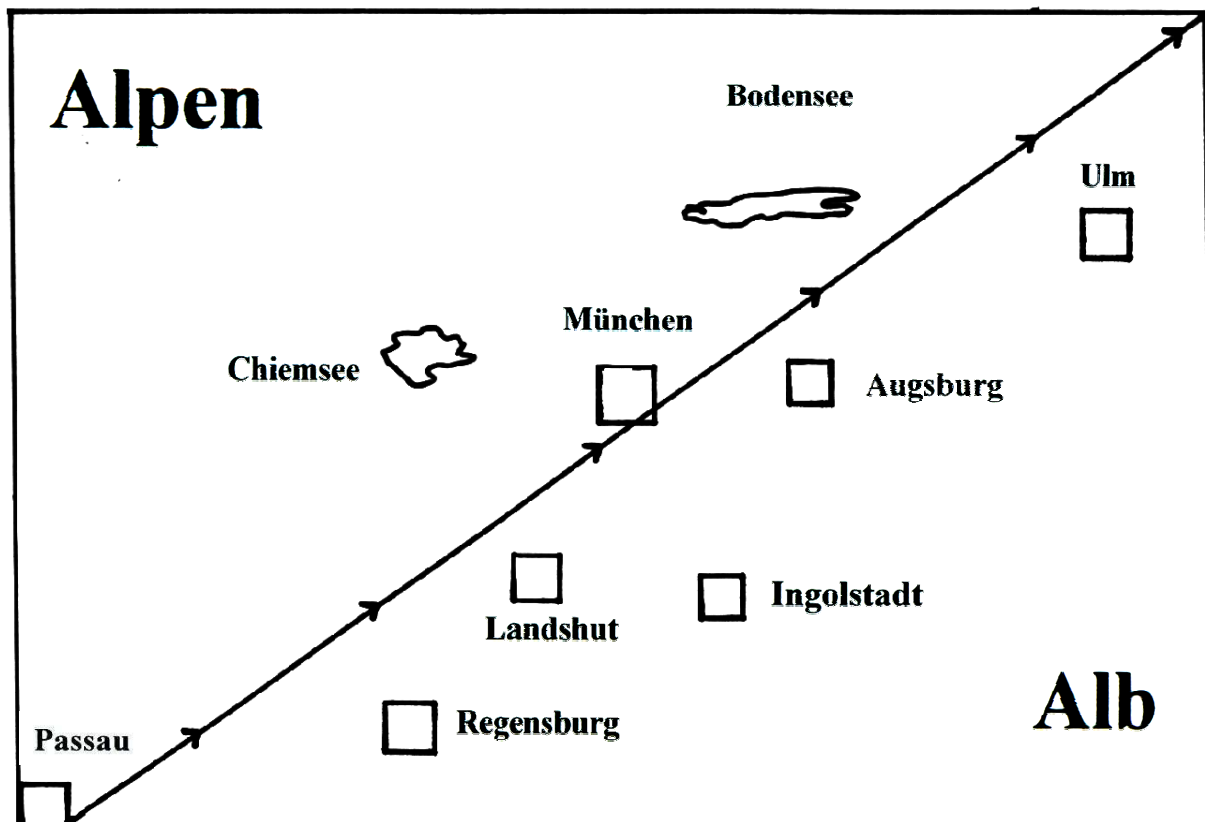 Alpen
Bodensee
Ulm
München
Chiemsee
Augsburg
Ingolstadt
Landshut
Alb
Regensburg
Passau